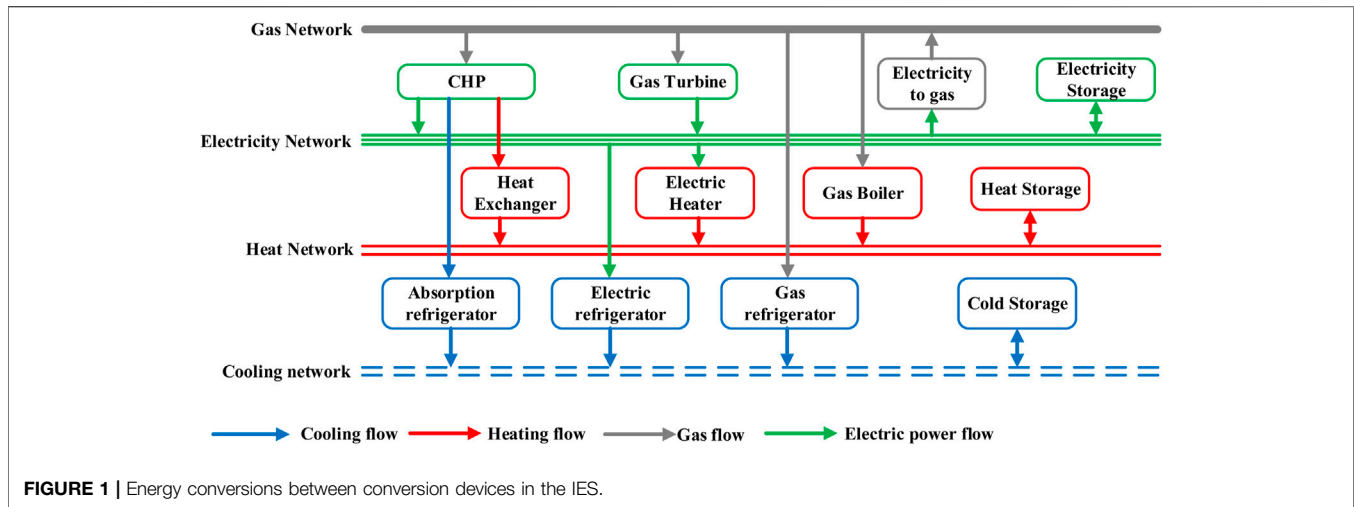 Gas Network
CHP
Gas Turbine
Electricity
to gas
Electricity
Storage
Electricity Network
Heat
Exchanger
Electric
Heater
Gas Boiler
Heat Storage
Heat Network
Absorption
refrigerator
Electric
refrigerator
Gas
refrigerator
Cold Storage
Cooling network
Cooling flow
Heating flow
Gas flow
Electric power flow
FIGURE 1 | Energy conversions between conversion devices in the IES.